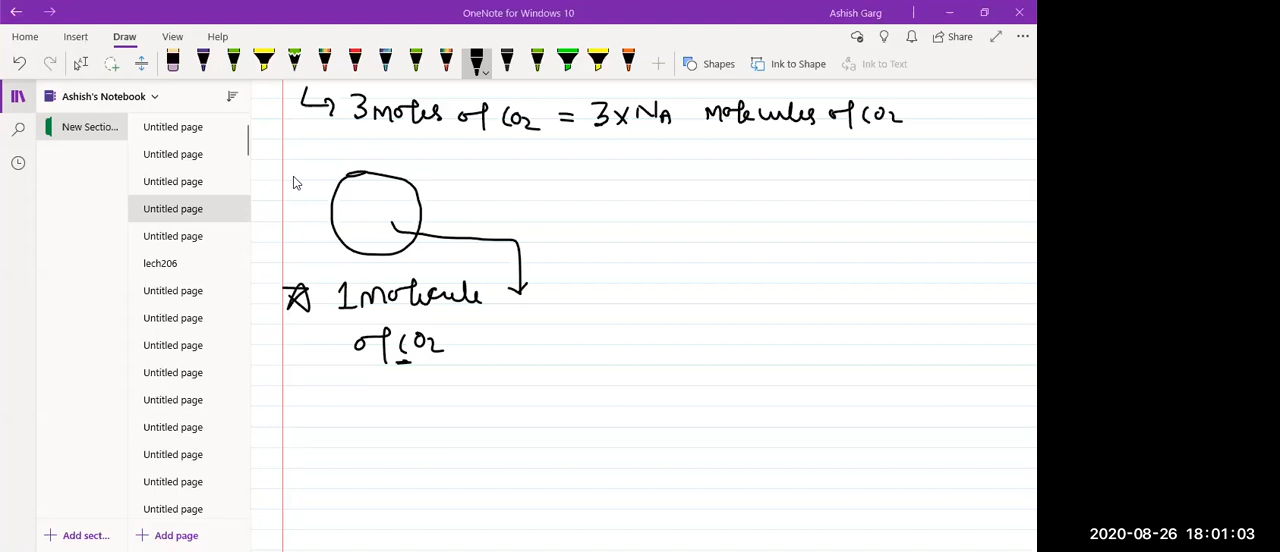 OneNote for Windows 10
Ashish Garg
Home Insert Draw View Help
Share
Shapes Ink to Shape Ink to Text
Ashish's Notebook
New Sectio...
Untitled page
Untitled page
Untitled page
Untitled page
Untitled page
lech206
Untitled page
Untitled page
Untitled page
Untitled page
Untitled page
Untitled page
Untitled page
Untitled page
Untitled page
Add sect...
Add page
↳ 3 moles of CO2 = 3 x NA molecules of CO2
☆ 1 molecule
of CO2
2020-08-26 18:01:03